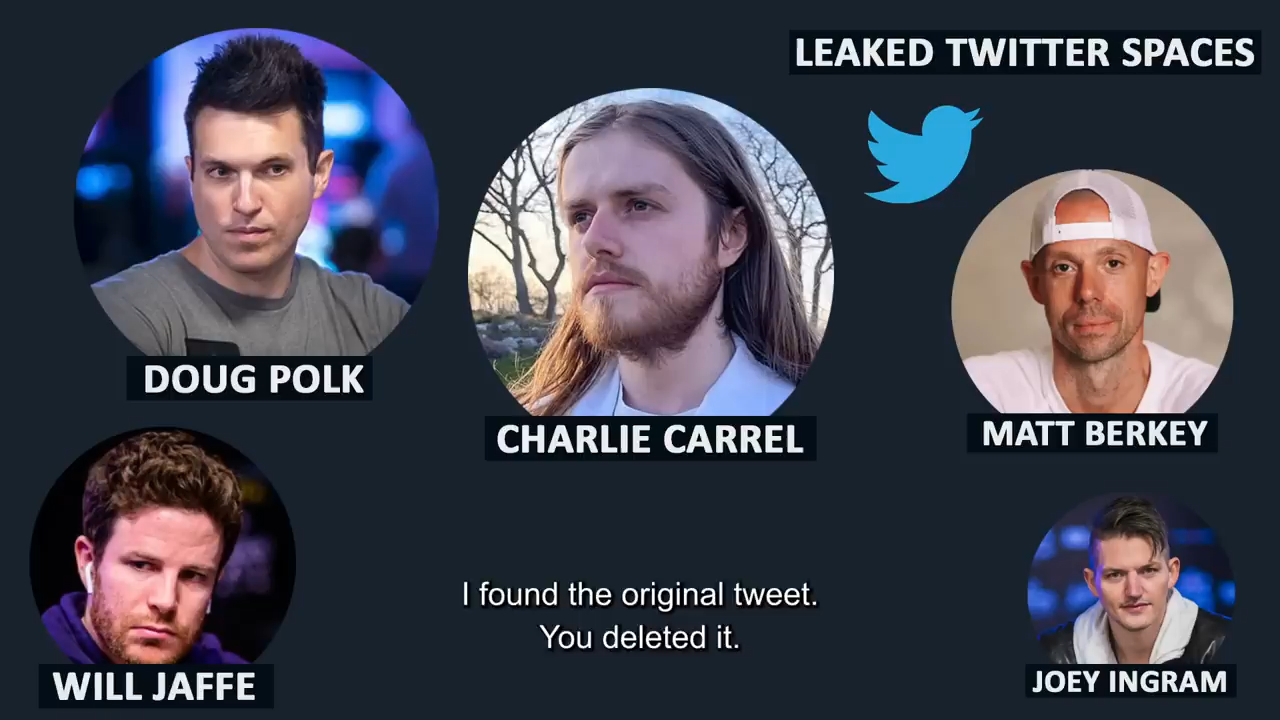 LEAKED TWITTER SPACES
DOUG POLK
CHARLIE CARREL
MATT BERKEY
I found the original tweet.
You deleted it.
WILL JAFFE
JOEY INGRAM